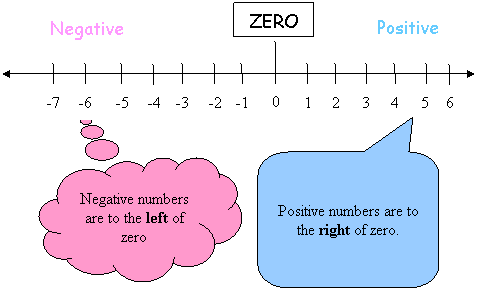 Negative ZERO Positive
-7 -6 -5 -4 -3 -2 -1 0 1 2 3 4 5 6
Negative numbers
are to the left of
zero
Positive numbers are to
the right of zero.